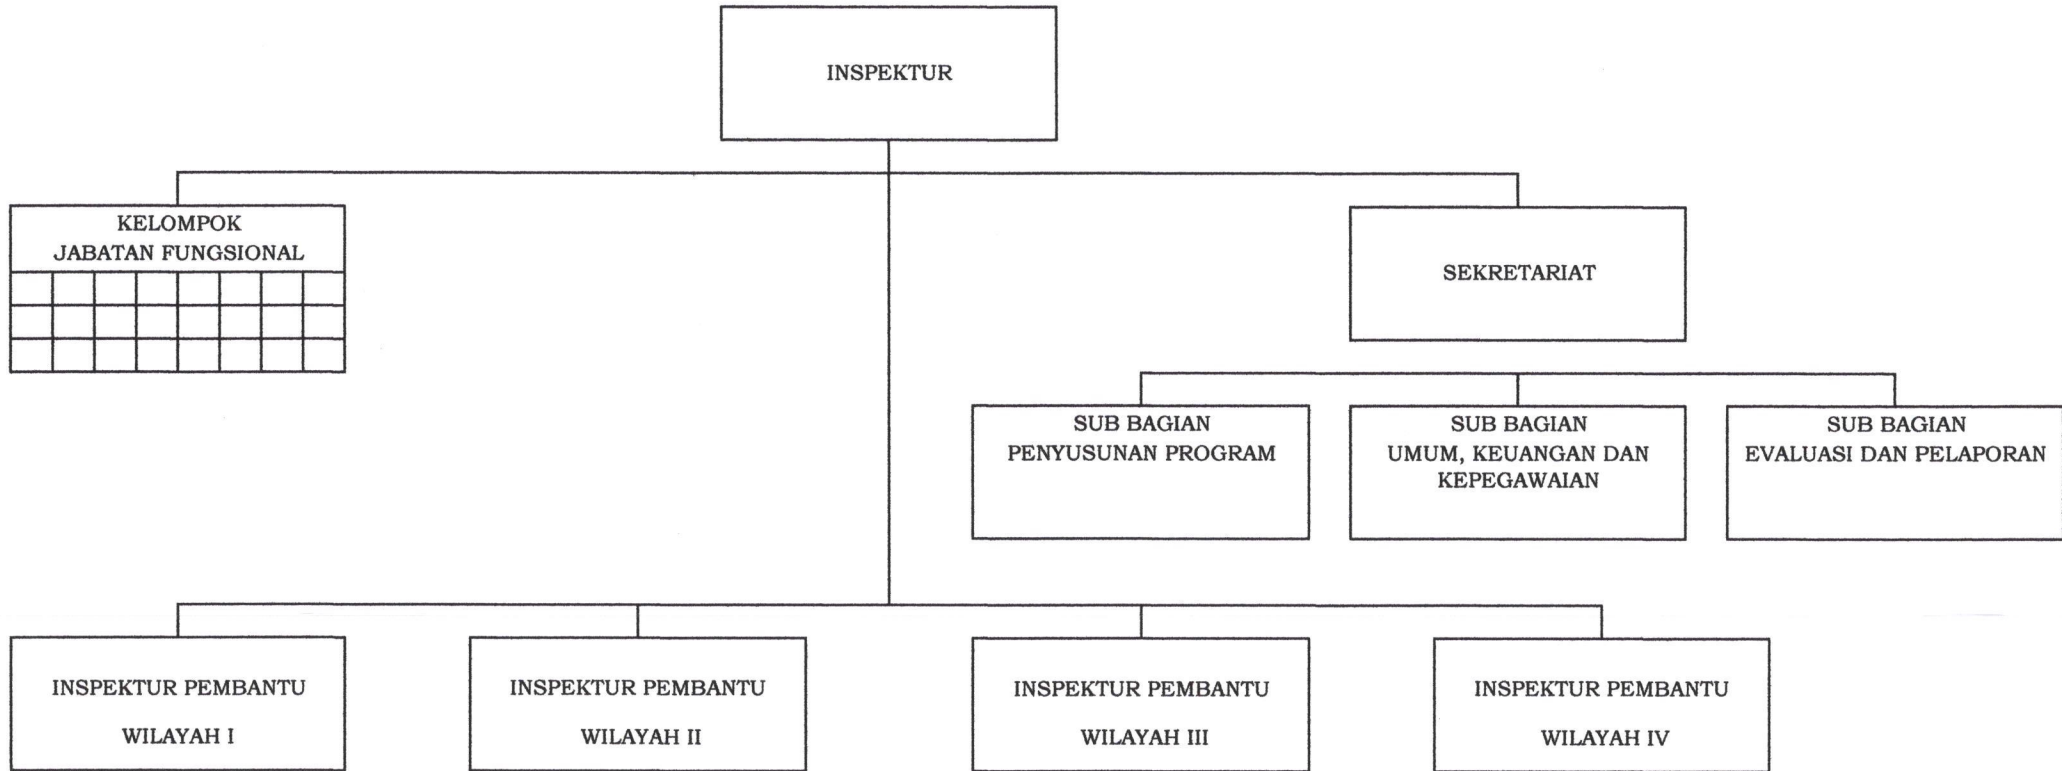 INSPEKTUR
KELOMPOK
JABATAN FUNGSIONAL
SEKRETARIAT
SUB BAGIAN
PENYUSUNAN PROGRAM
SUB BAGIAN
UMUM, KEUANGAN DAN
KEPEGAWAIAN
SUB BAGIAN
EVALUASI DAN PELAPORAN
INSPEKTUR PEMBANTU
WILAYAH I
INSPEKTUR PEMBANTU
WILAYAH II
INSPEKTUR PEMBANTU
WILAYAH III
INSPEKTUR PEMBANTU
WILAYAH IV